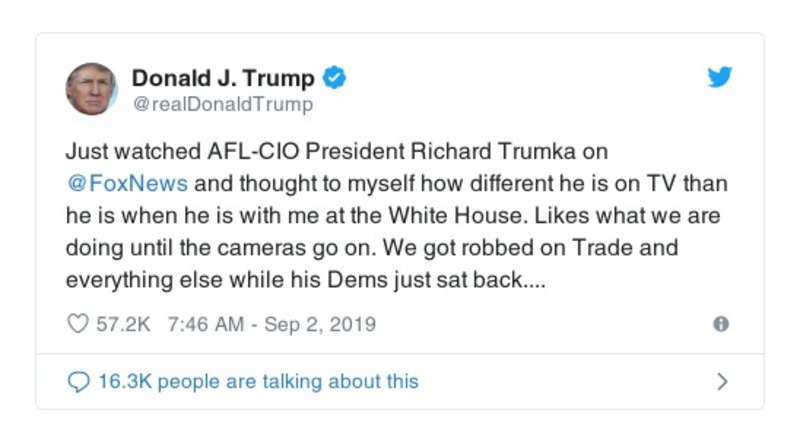 Donald J. Trump
@realDonaldTrump
Just watched AFL-CIO President Richard Trumka on
@FoxNews and thought to myself how different he is on TV than
he is when he is with me at the White House. Likes what we are
doing until the cameras go on. We got robbed on Trade and
everything else while his Dems just sat back....
57.2K 7:46 AM - Sep 2, 2019
16.3K people are talking about this